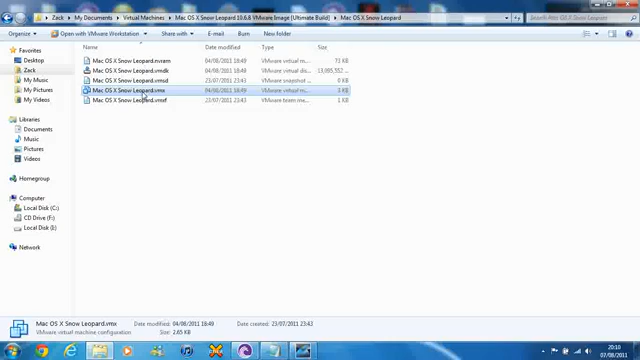 Zack ▸ My Documents ▸ Virtual Machines ▸ Mac OS X Snow Leopard 10.6.8 VMware Image [Ultimate Build] ▸ Mac OS X Snow Leopard
Organize Open with VMware Workstation Share with E-mail Burn New folder
Name Date modified Type Size
Favorites
Desktop
Zack
My Music
My Pictures
My Videos
Libraries
Documents
Music
Pictures
Videos
Homegroup
Computer
Local Disk (C:)
CD Drive (F:)
Local Disk (I:)
Network
Mac OS X Snow Leopard.nvram 04/08/2011 18:49 VMware virtual m... 73 KB
Mac OS X Snow Leopard.vmdk 04/08/2011 18:49 VMware virtual dis...
Mac OS X Snow Leopard.vmsd 23/07/2011 23:43 VMware snapshot ... 0 KB
Mac OS X Snow Leopard.vmx 04/08/2011 18:49 VMware virtual m... 3 KB
Mac OS X Snow Leopard.vmxf 23/07/2011 23:43 VMware team me... 1 KB
Mac OS X Snow Leopard.vmx Date modified: 04/08/2011 18:49 Date created: 23/07/2011 23:43
VMware virtual machine configuration Size: 2.65 KB
20:10
07/08/2011